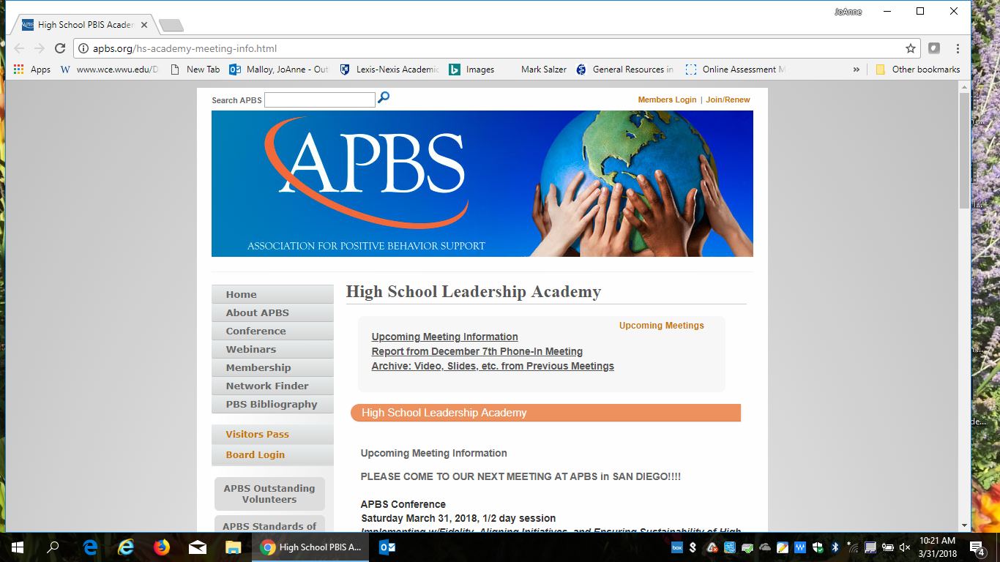 JoAnne
High School PBIS Acader
apbs.org/hs-academy-meeting-info.html
Apps
www.wce.wwu.edu/D
New Tab
Malloy, JoAnne - Out
Lexis-Nexis Academic
Images
Mark Salzer
General Resources in
Online Assessment M
»
Other bookmarks
Search APBS
Members Login | Join/Renew
APBS
ASSOCIATION FOR POSITIVE BEHAVIOR SUPPORT
Home
About APBS
Conference
Webinars
Membership
Network Finder
PBS Bibliography
Visitors Pass
Board Login
APBS Outstanding
Volunteers
APBS Standards of
High School Leadership Academy
Upcoming Meetings
Upcoming Meeting Information
Report from December 7th Phone-In Meeting
Archive: Video, Slides, etc. from Previous Meetings
High School Leadership Academy
Upcoming Meeting Information
PLEASE COME TO OUR NEXT MEETING AT APBS in SAN DIEGO!!!!
APBS Conference
Saturday March 31, 2018, 1/2 day session
Implementing w/Fidelity, Aligning Initiatives, and Ensuring Sustainability of High
High School PBIS A...
box
10:21 AM
3/31/2018
4